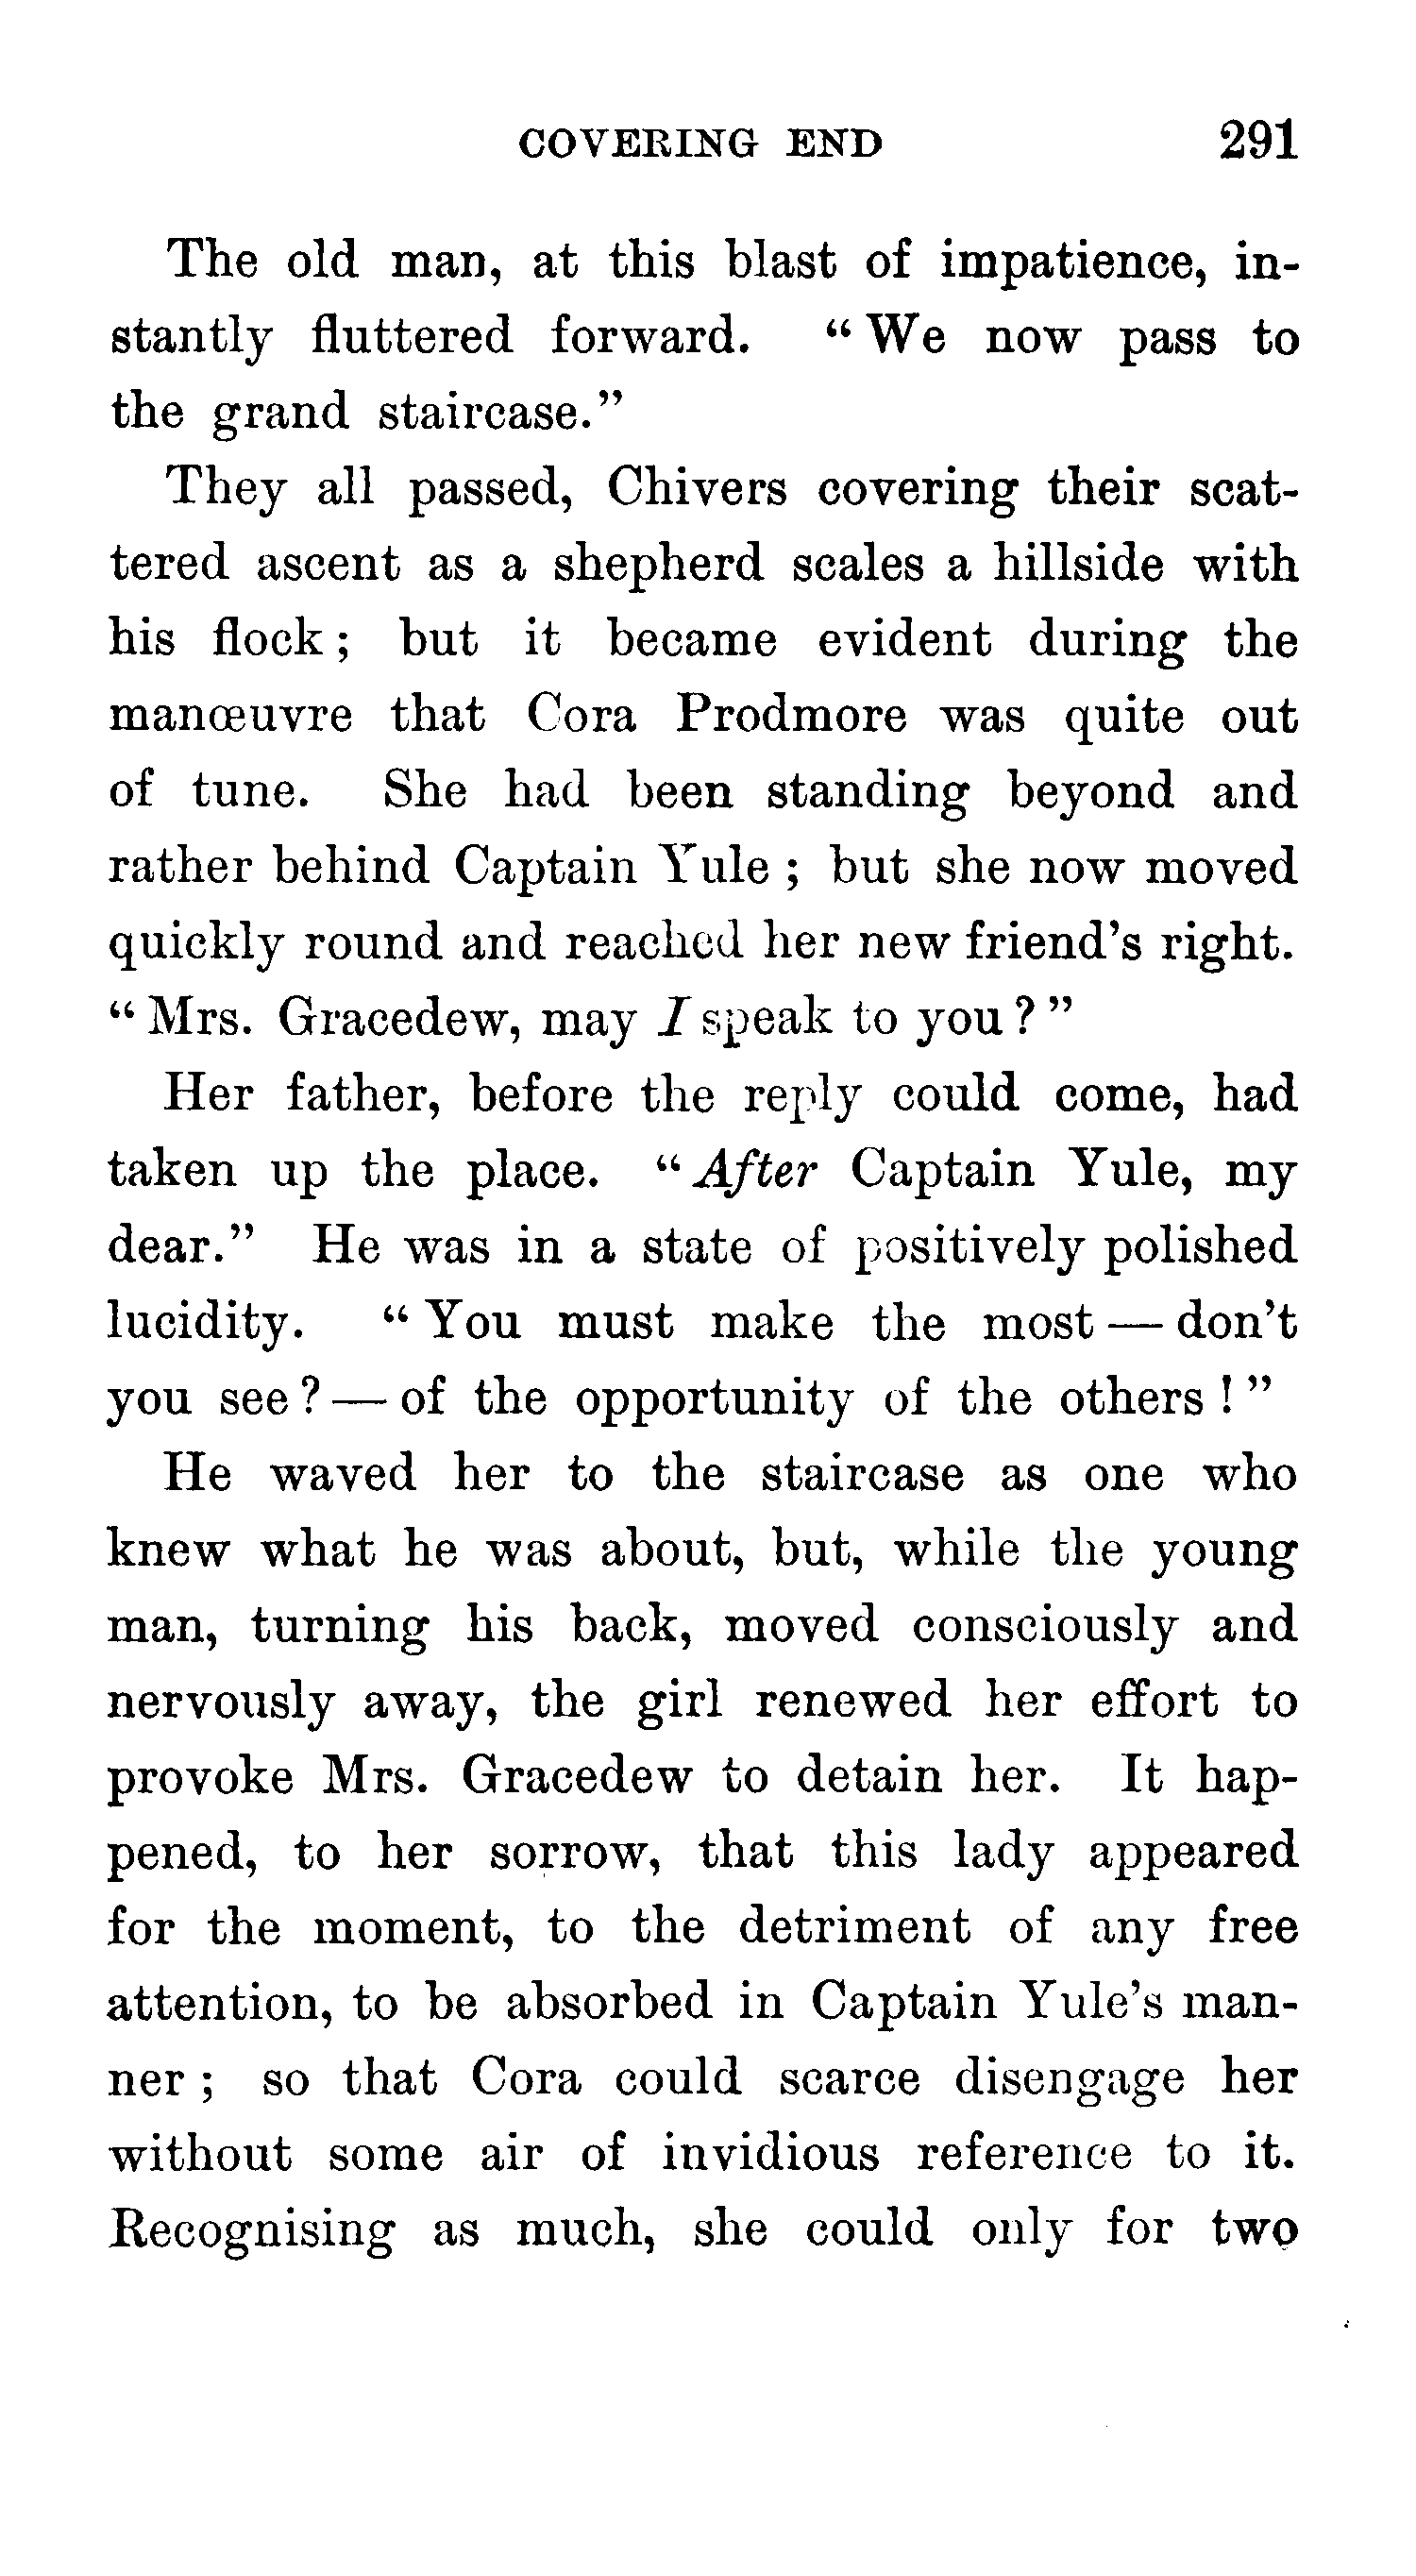 COVERING END 291
The old man, at this blast of impatience, in-
stantly fluttered forward. “We now pass to
the grand staircase.”
They all passed, Chivers covering their scat-
tered ascent as a shepherd scales a hillside with
his flock; but it became evident during the
manœuvre that Cora Prodmore was quite out
of tune. She had been standing beyond and
rather behind Captain Yule; but she now moved
quickly round and reached her new friend’s right.
“Mrs. Gracedew, may I speak to you?”
Her father, before the reply could come, had
taken up the place. “After Captain Yule, my
dear.” He was in a state of positively polished
lucidity. “You must make the most — don’t
you see? — of the opportunity of the others!”
He waved her to the staircase as one who
knew what he was about, but, while the young
man, turning his back, moved consciously and
nervously away, the girl renewed her effort to
provoke Mrs. Gracedew to detain her. It hap-
pened, to her sorrow, that this lady appeared
for the moment, to the detriment of any free
attention, to be absorbed in Captain Yule’s man-
ner; so that Cora could scarce disengage her
without some air of invidious reference to it.
Recognising as much, she could only for two